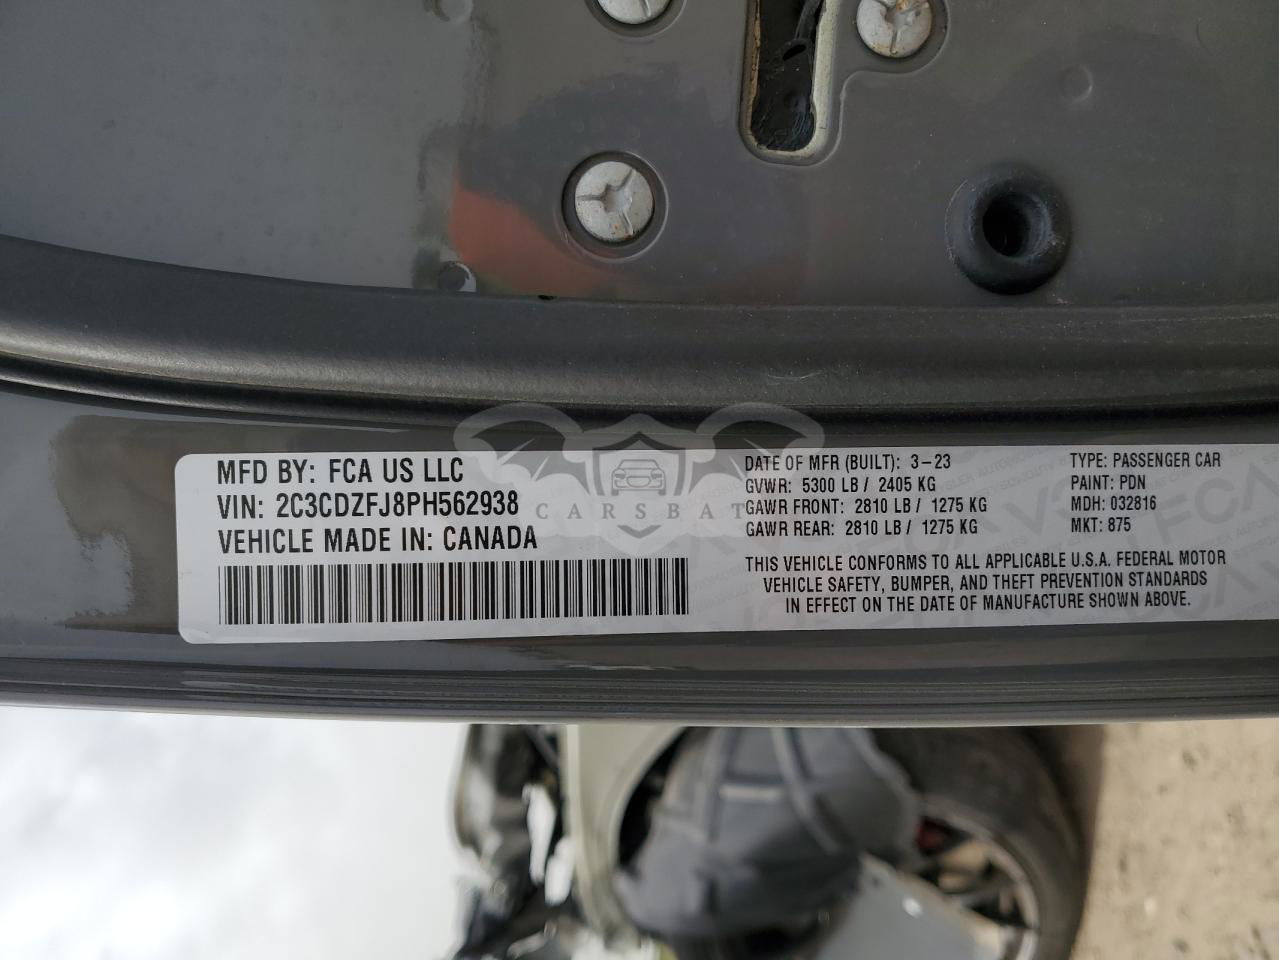 MFD BY: FCA US LLC
VIN: 2C3CDZFJ8PH562938
VEHICLE MADE IN: CANADA
DATE OF MFR (BUILT): 3-23
GVWR: 5300 LB / 2405 KG
GAWR FRONT: 2810 LB / 1275 KG
GAWR REAR: 2810 LB / 1275 KG
TYPE: PASSENGER CAR
PAINT: PDN
MDH: 032816
MKT: 875
THIS VEHICLE CONFORMS TO ALL APPLICABLE U.S.A. FEDERAL MOTOR
VEHICLE SAFETY, BUMPER, AND THEFT PREVENTION STANDARDS
IN EFFECT ON THE DATE OF MANUFACTURE SHOWN ABOVE.
CARSBAT